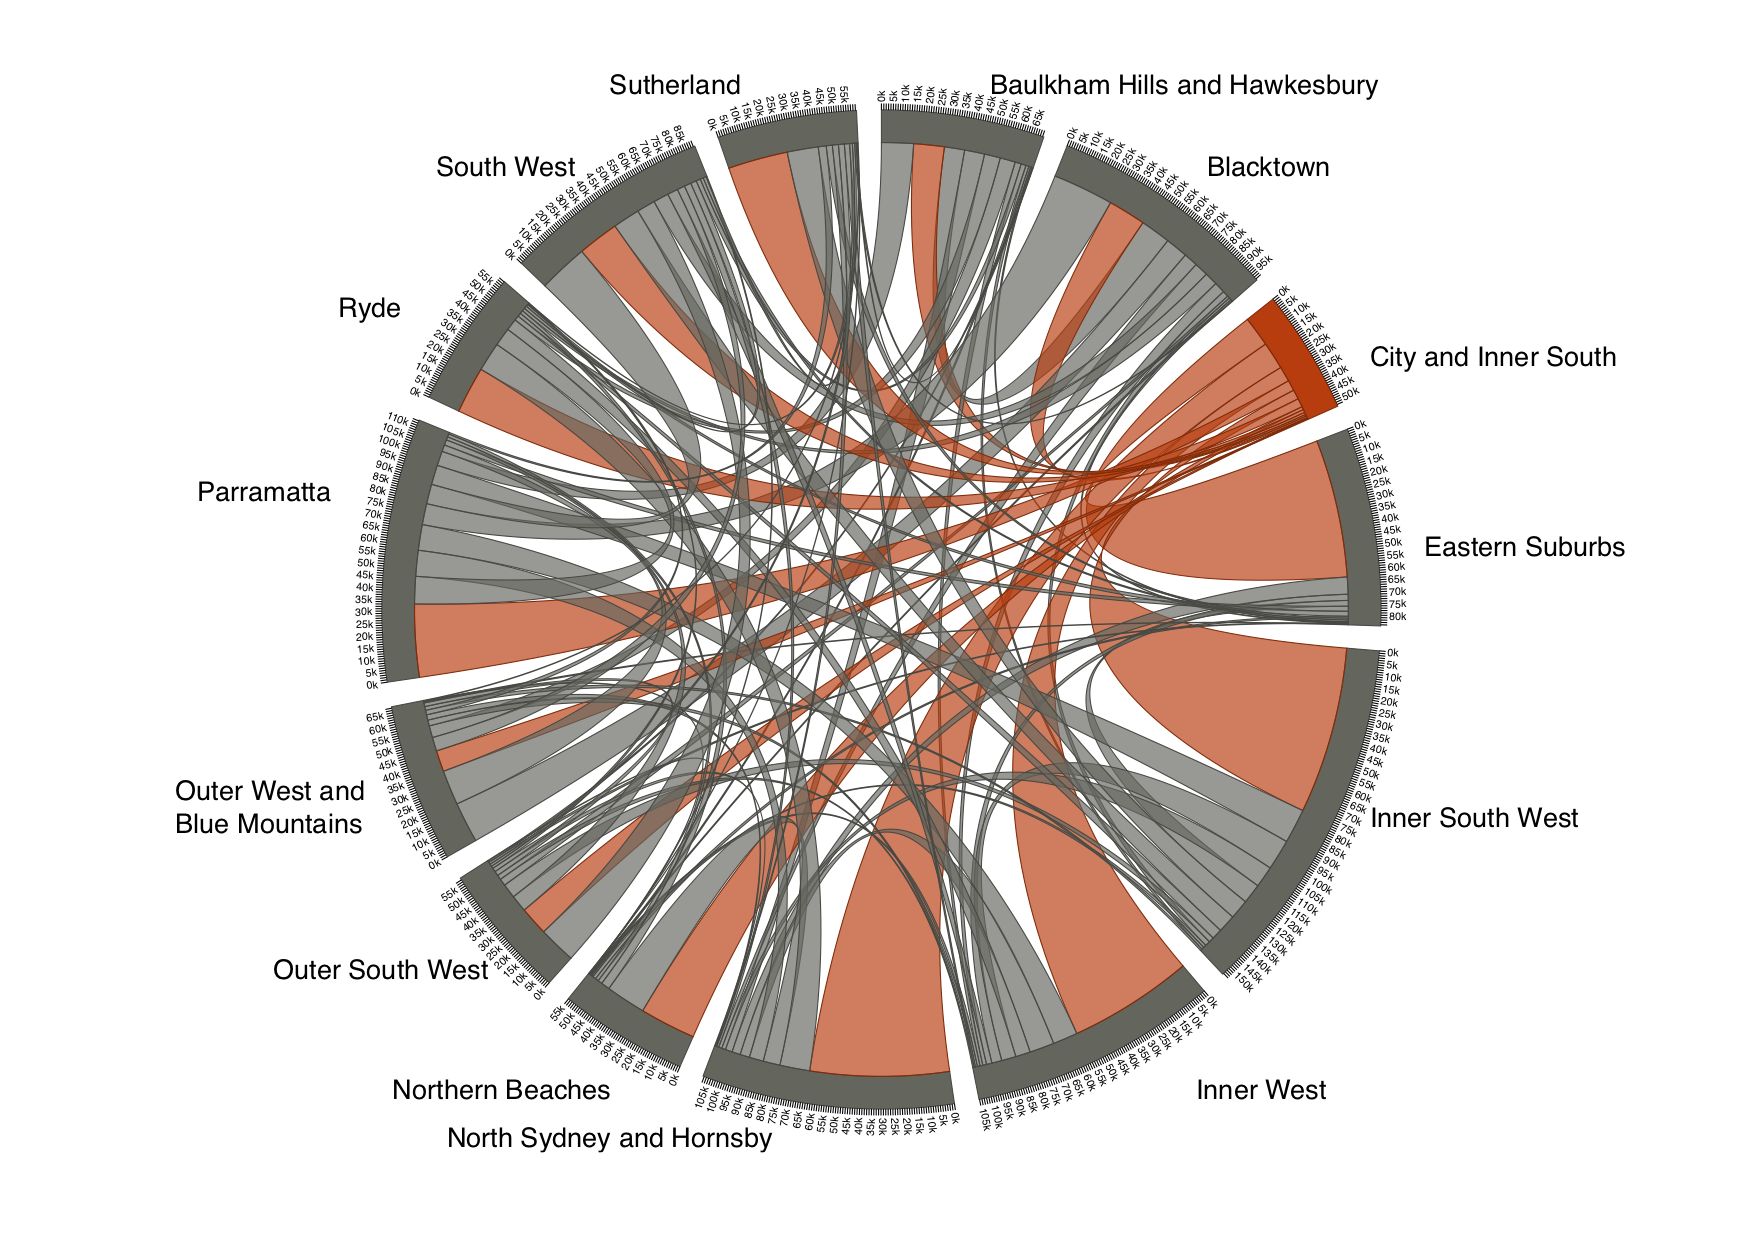 Sutherland
0k 5k 10k 15k 20k 25k 30k 35k 40k 45k 50k 55k
Baulkham Hills and Hawkesbury
0k 5k 10k 15k 20k 25k 30k 35k 40k 45k 50k 55k 60k 65k
Blacktown
0k 5k 10k 15k 20k 25k 30k 35k 40k 45k 50k 55k 60k 65k 70k 75k 80k 85k 90k 95k
City and Inner South
0k 5k 10k 15k 20k 25k 30k 35k 40k 45k 50k
Eastern Suburbs
0k 5k 10k 15k 20k 25k 30k 35k 40k 45k 50k 55k 60k 65k 70k 75k 80k
Inner South West
0k 5k 10k 15k 20k 25k 30k 35k 40k 45k 50k 55k 60k 65k 70k 75k 80k 85k 90k 95k 100k 105k 110k 115k 120k 125k 130k 135k 140k 145k 150k
Inner West
0k 5k 10k 15k 20k 25k 30k 35k 40k 45k 50k 55k 60k 65k 70k 75k 80k 85k 90k 95k 100k 105k
North Sydney and Hornsby
0k 5k 10k 15k 20k 25k 30k 35k 40k 45k 50k 55k 60k 65k 70k 75k 80k 85k 90k 95k 100k 105k
Northern Beaches
0k 5k 10k 15k 20k 25k 30k 35k 40k 45k 50k 55k
Outer South West
0k 5k 10k 15k 20k 25k 30k 35k 40k 45k 50k 55k
Outer West and
Blue Mountains
0k 5k 10k 15k 20k 25k 30k 35k 40k 45k 50k 55k 60k 65k
Parramatta
0k 5k 10k 15k 20k 25k 30k 35k 40k 45k 50k 55k 60k 65k 70k 75k 80k 85k 90k 95k 100k 105k 110k
Ryde
0k 5k 10k 15k 20k 25k 30k 35k 40k 45k 50k 55k
South West
0k 5k 10k 15k 20k 25k 30k 35k 40k 45k 50k 55k 60k 65k 70k 75k 80k 85k